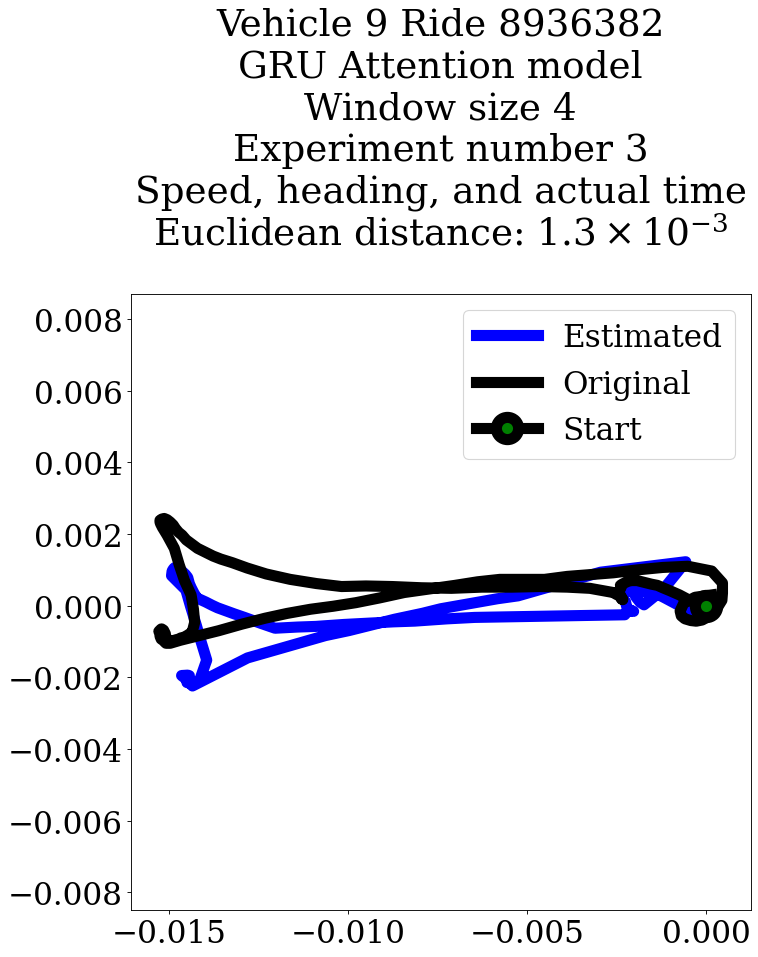 Vehicle 9 Ride 8936382
GRU Attention model
Window size 4
Experiment number 3
Speed, heading, and actual time
Euclidean distance: 1.3 × 10⁻³
Estimated
Original
Start
0.008
0.006
0.004
0.002
0.000
−0.002
−0.004
−0.006
−0.008
−0.015
−0.010
−0.005
0.000